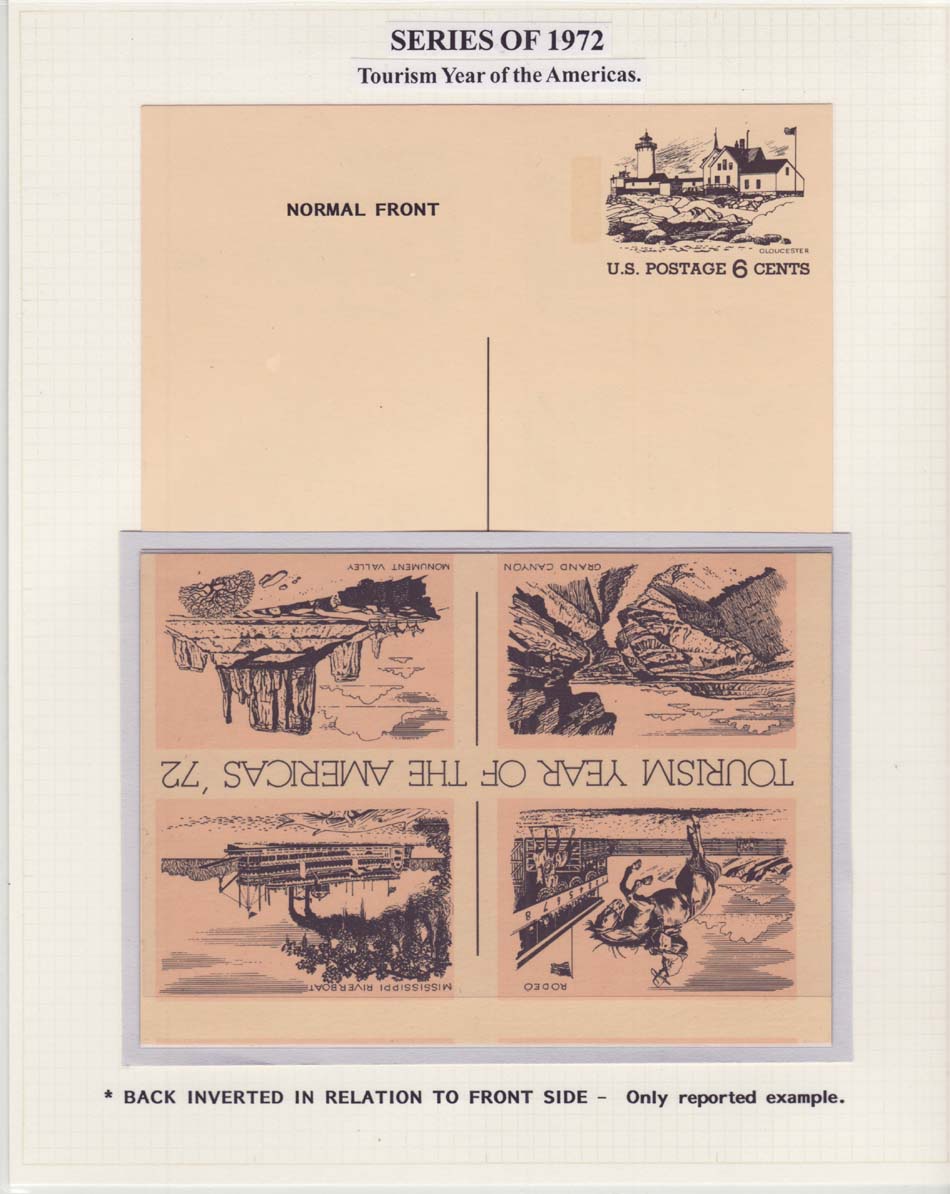 SERIES OF 1972
Tourism Year of the Americas.
NORMAL FRONT
GLOUCESTER
U.S. POSTAGE 6 CENTS
MONUMENT VALLEY
GRAND CANYON
TOURISM YEAR OF THE AMERICAS '72
MISSISSIPPI RIVERBOAT
RODEO
* BACK INVERTED IN RELATION TO FRONT SIDE - Only reported example.